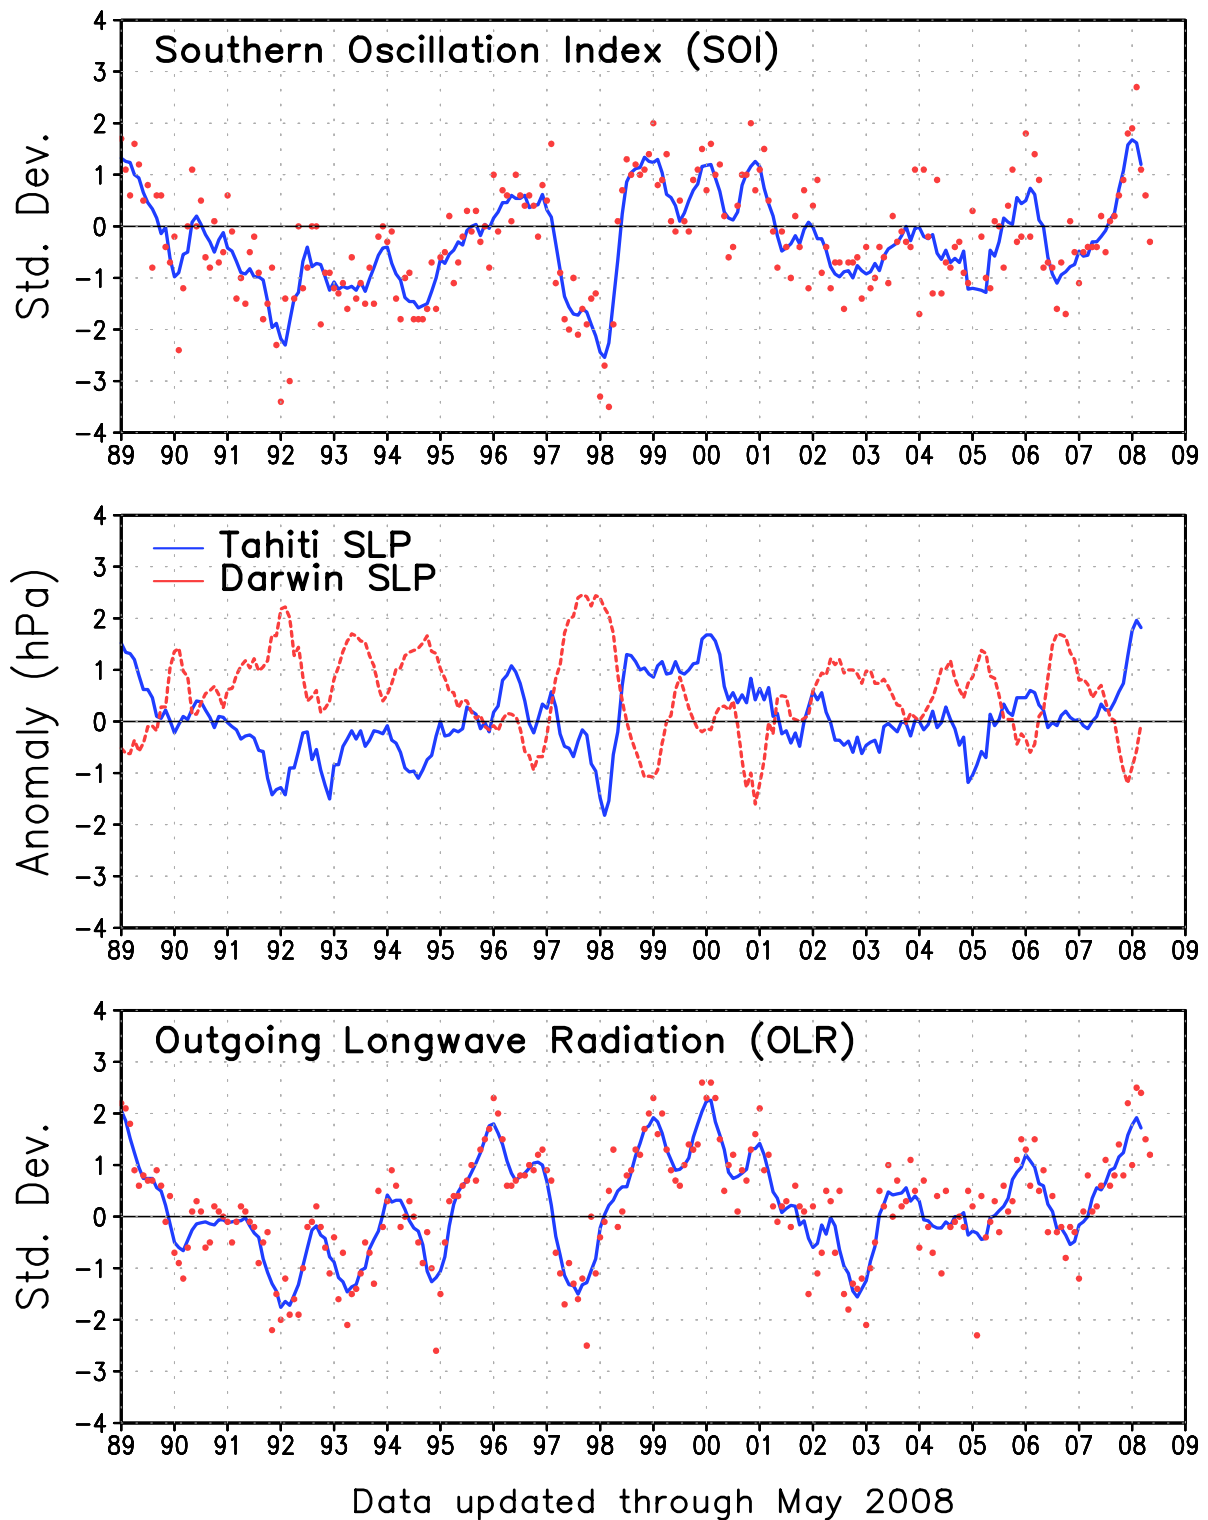 Southern Oscillation Index (SOI)
Std. Dev.
4
3
2
1
0
−1
−2
−3
−4
89 90 91 92 93 94 95 96 97 98 99 00 01 02 03 04 05 06 07 08 09
Tahiti SLP
Darwin SLP
Anomaly (hPa)
4
3
2
1
0
−1
−2
−3
−4
89 90 91 92 93 94 95 96 97 98 99 00 01 02 03 04 05 06 07 08 09
Outgoing Longwave Radiation (OLR)
Std. Dev.
4
3
2
1
0
−1
−2
−3
−4
89 90 91 92 93 94 95 96 97 98 99 00 01 02 03 04 05 06 07 08 09
Data updated through May 2008